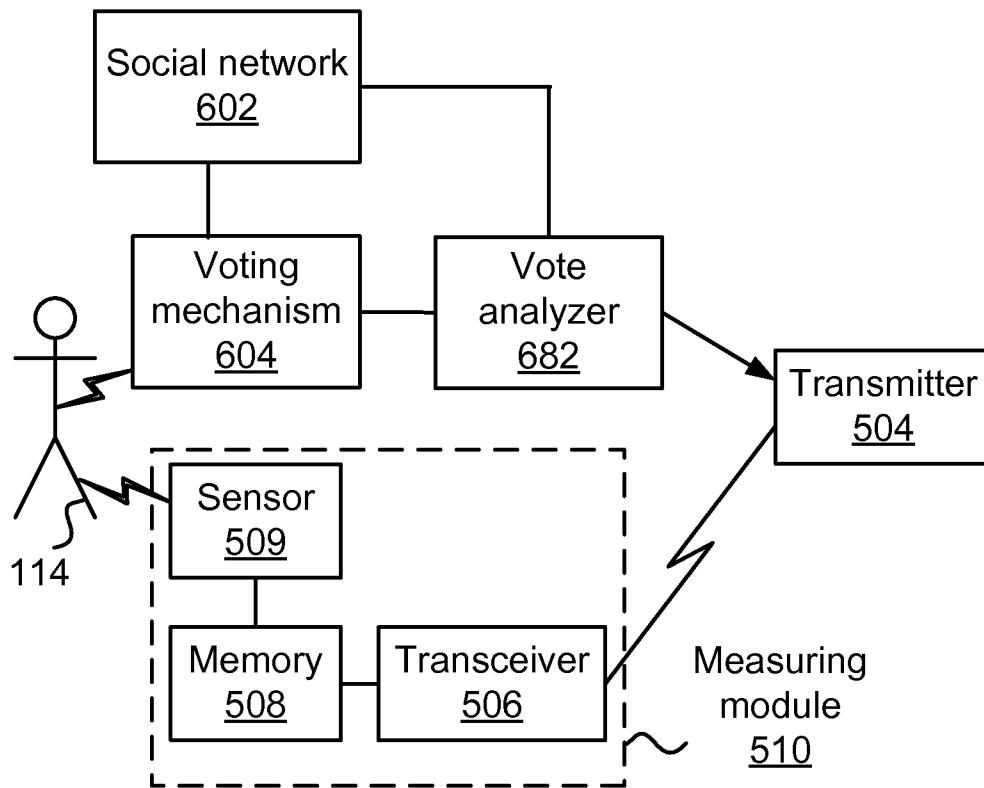 Social network
602
Voting
mechanism
604
Vote
analyzer
682
Transmitter
504
Sensor
509
114
Memory
508
Transceiver
506
Measuring
module
510